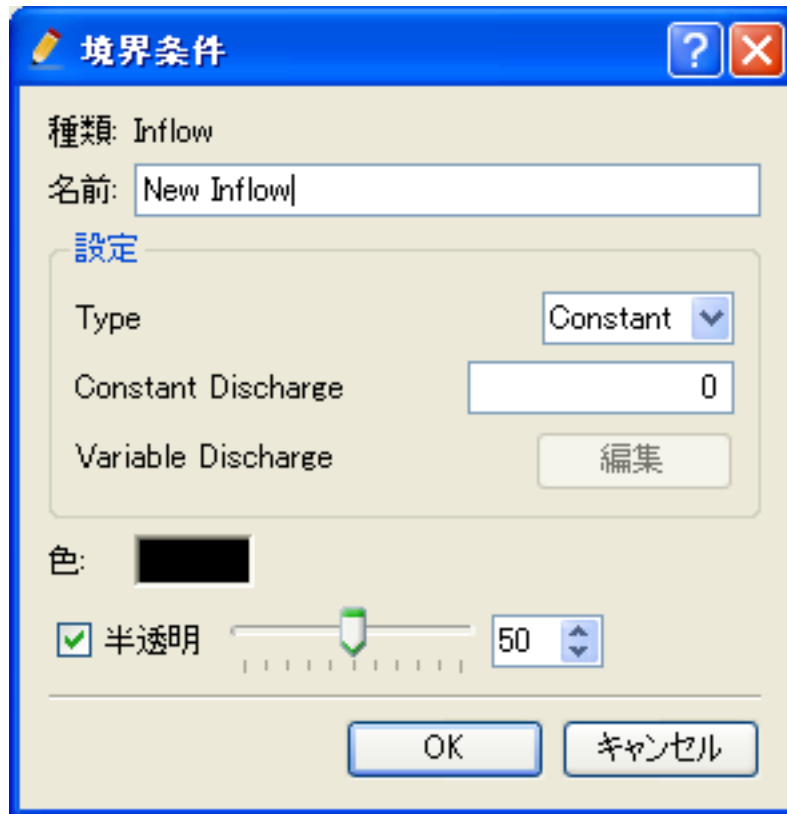 境界条件
種類: Inflow
名前: New Inflow
設定
Type Constant
Constant Discharge 0
Variable Discharge 編集
色:
半透明 50
OK キャンセル